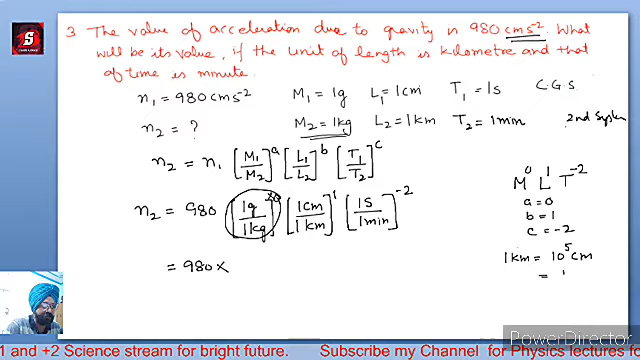 S
3 The value of acceleration due to gravity is 980 cm s⁻². What
will be its value, if the unit of length is kilometre and that
of time is minute.
n₁ = 980 cm s⁻² M₁ = 1g L₁ = 1cm T₁ = 1s C.G.S
n₂ = ? M₂ = 1kg L₂ = 1km T₂ = 1min 2nd System
n₂ = n₁ [M₁/M₂]ᵃ [L₁/L₂]ᵇ [T₁/T₂]ᶜ
M⁰ L¹ T⁻²
n₂ = 980 [1g/1kg]⁰ [1cm/1km]¹ [1s/1min]⁻²
a = 0
b = 1
c = -2
1km = 10⁵ cm
= 980 ×
= 1
PowerDirector
1 and +2 Science stream for bright future. Subscribe my Channel for Physics lectures fo